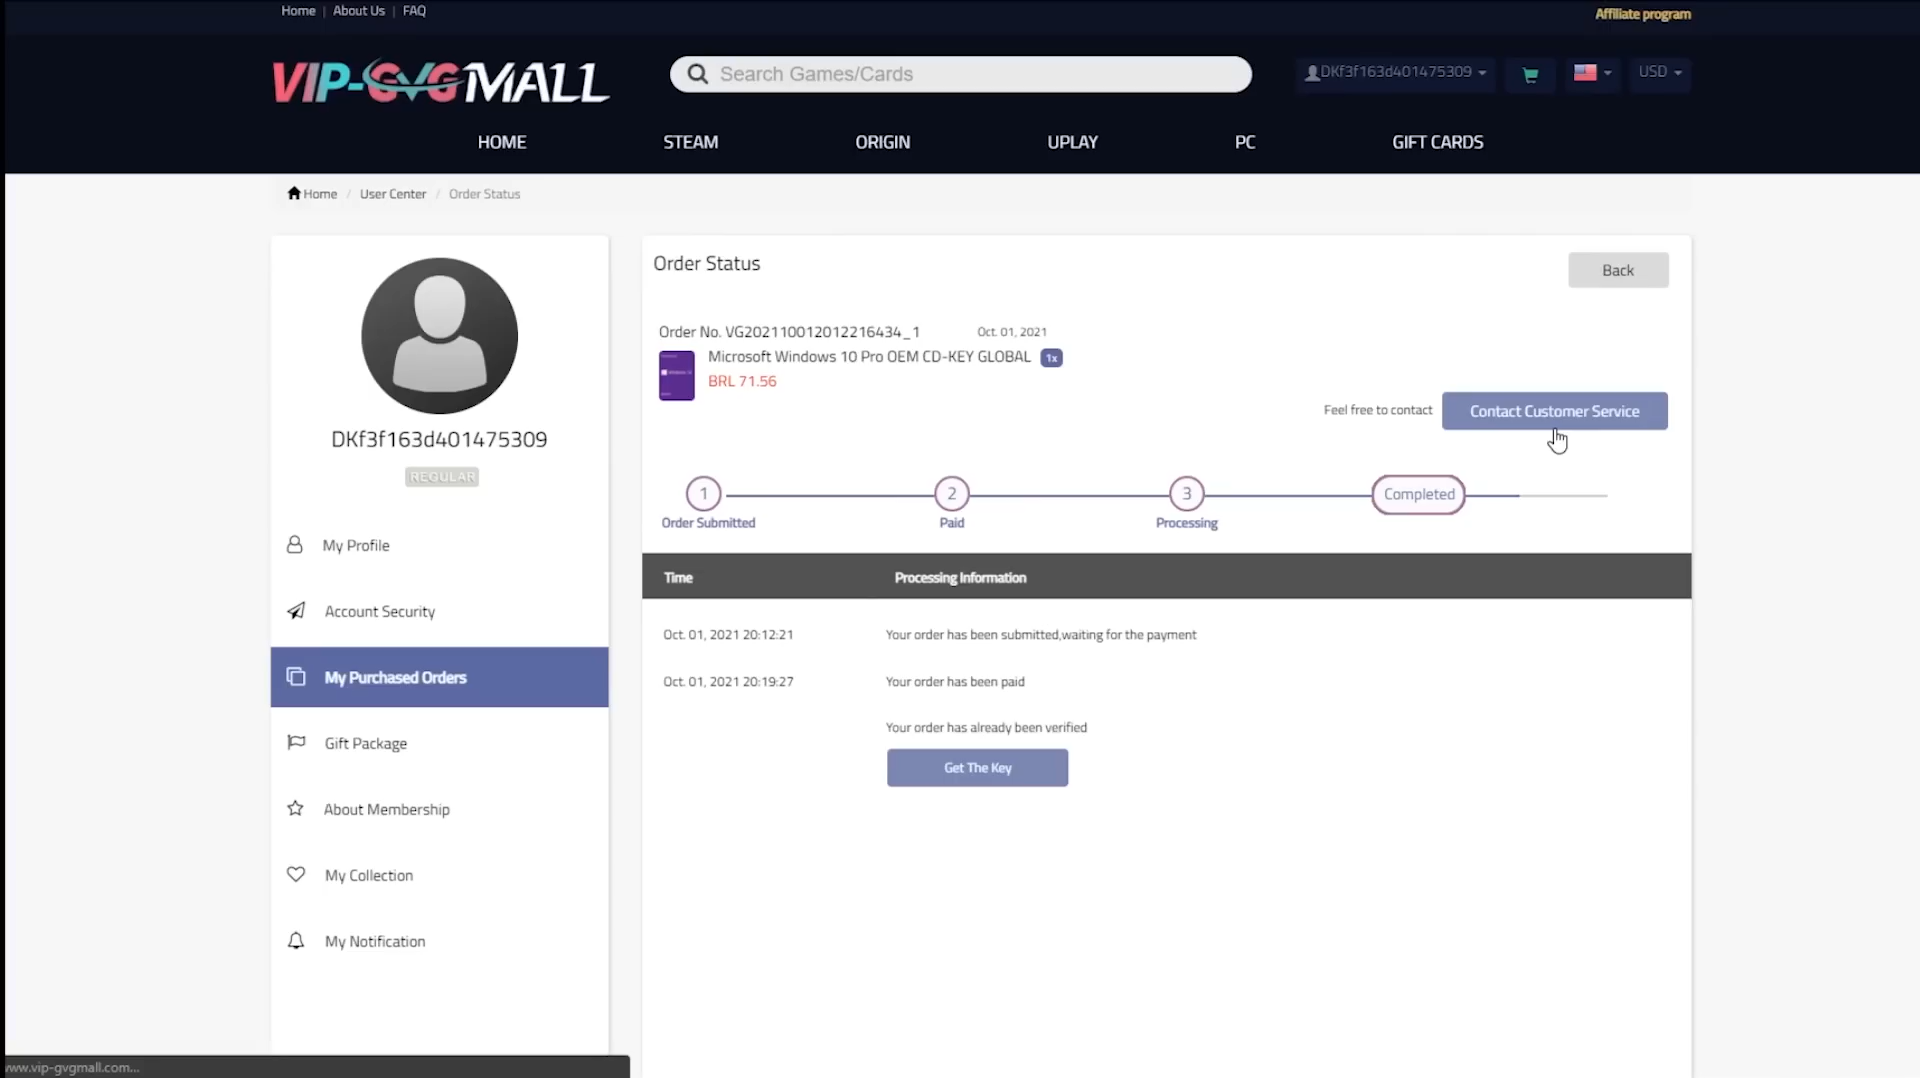 Home | About Us | FAQ
Affiliate program
VIP-GVGMALL
Search Games/Cards
DKf3f163d401475309
USD
HOME
STEAM
ORIGIN
UPLAY
PC
GIFT CARDS
Home / User Center / Order Status
DKf3f163d401475309
REGULAR
My Profile
Account Security
My Purchased Orders
Gift Package
About Membership
My Collection
My Notification
Order Status
Back
Order No. VG202110012012216434_1
Oct. 01, 2021
Microsoft Windows 10 Pro OEM CD-KEY GLOBAL 1x
BRL 71.56
Feel free to contact
Contact Customer Service
1
2
3
Completed
Order Submitted
Paid
Processing
Time
Processing Information
Oct. 01, 2021 20:12:21
Your order has been submitted,waiting for the payment
Oct. 01, 2021 20:19:27
Your order has been paid
Your order has already been verified
Get The Key
www.vip-gvgmall.com...